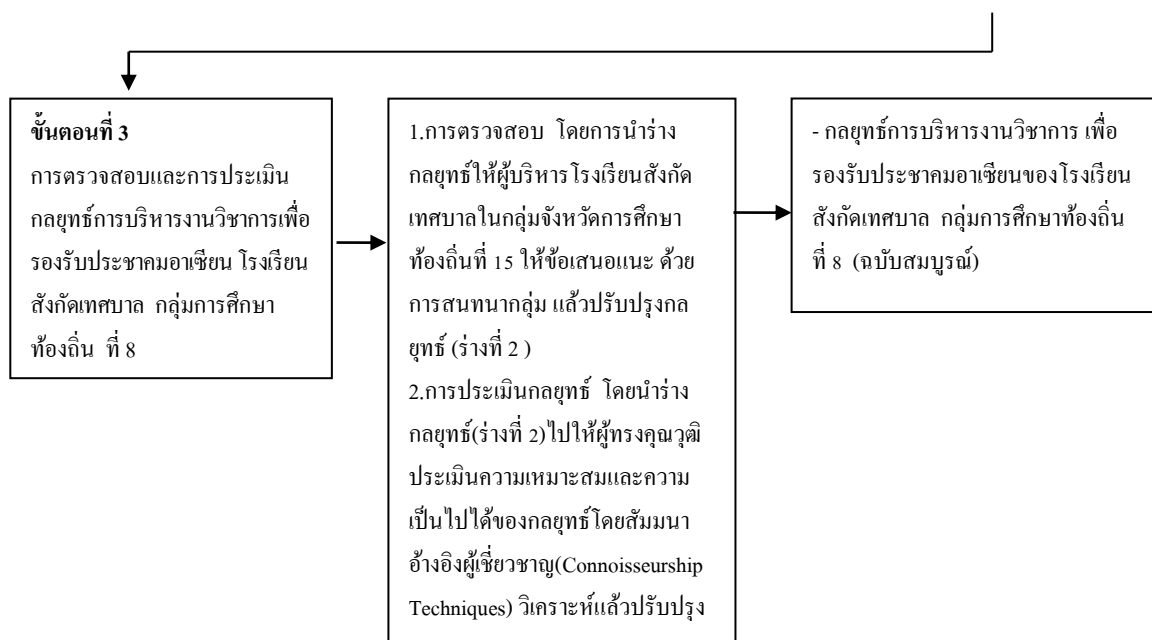 ขั้นตอนที่ 3
การตรวจสอบและการประเมิน
กลยุทธ์การบริหารงานวิชาการเพื่อ
รองรับประชาคมอาเซียน โรงเรียน
สังกัดเทศบาล กลุ่มการศึกษา
ท้องถิ่น ที่ 8
1.การตรวจสอบ โดยการนำร่าง
กลยุทธ์ให้ผู้บริหารโรงเรียนสังกัด
เทศบาลในกลุ่มจังหวัดการศึกษา
ท้องถิ่นที่ 15 ให้ข้อเสนอแนะ ด้วย
การสนทนากลุ่ม แล้วปรับปรุงกล
ยุทธ์ (ร่างที่ 2 )
2.การประเมินกลยุทธ์ โดยนำร่าง
กลยุทธ์(ร่างที่ 2)ไปให้ผู้ทรงคุณวุฒิ
ประเมินความเหมาะสมและความ
เป็นไปได้ของกลยุทธ์โดยสัมมนา
อ้างอิงผู้เชี่ยวชาญ(Connoisseurship
Techniques) วิเคราะห์แล้วปรับปรุง
- กลยุทธ์การบริหารงานวิชาการ เพื่อ
รองรับประชาคมอาเซียนของโรงเรียน
สังกัดเทศบาล กลุ่มการศึกษาท้องถิ่น
ที่ 8 (ฉบับสมบูรณ์)